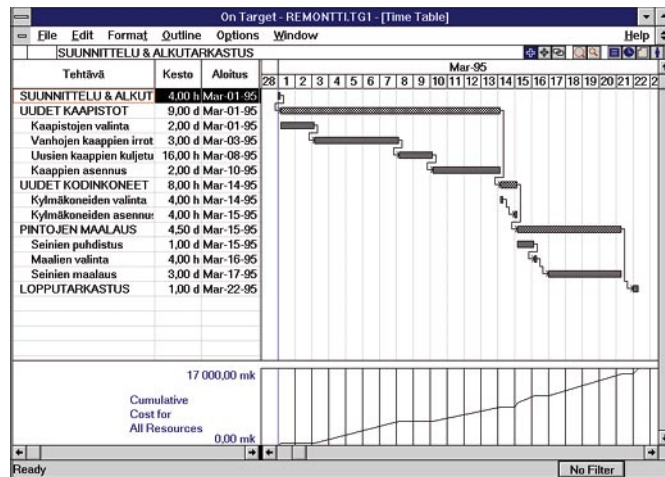 On Target - REMONTTI.TG1 - [Time Table]
File Edit Format Outline Options Window Help
SUUNNITTELU & ALKUTARKASTUS
Tehtävä Kesto Aloitus
Mar-95
28 1 2 3 4 5 6 7 8 9 10 11 12 13 14 15 16 17 18 19 20 21 22 2
SUUNNITTELU & ALKUT 4,00 h Mar-01-95
UUDET KAAPISTOT 9,00 d Mar-01-95
Kaapistojen valinta 2,00 d Mar-01-95
Vanhojen kaappien irrot 3,00 d Mar-03-95
Uusien kaappien kuljetu 16,00 h Mar-08-95
Kaappien asennus 2,00 d Mar-10-95
UUDET KODINKONEET 8,00 h Mar-14-95
Kylmäkoneiden valinta 4,00 h Mar-14-95
Kylmäkoneiden asennu: 4,00 h Mar-15-95
PINTOJEN MAALAUS 4,50 d Mar-15-95
Seinien puhdistus 1,00 d Mar-15-95
Maalien valinta 4,00 h Mar-16-95
Seinien maalaus 3,00 d Mar-17-95
LOPPUTARKASTUS 1,00 d Mar-22-95
17 000,00 mk
Cumulative
Cost for
All Resources
0,00 mk
Ready No Filter